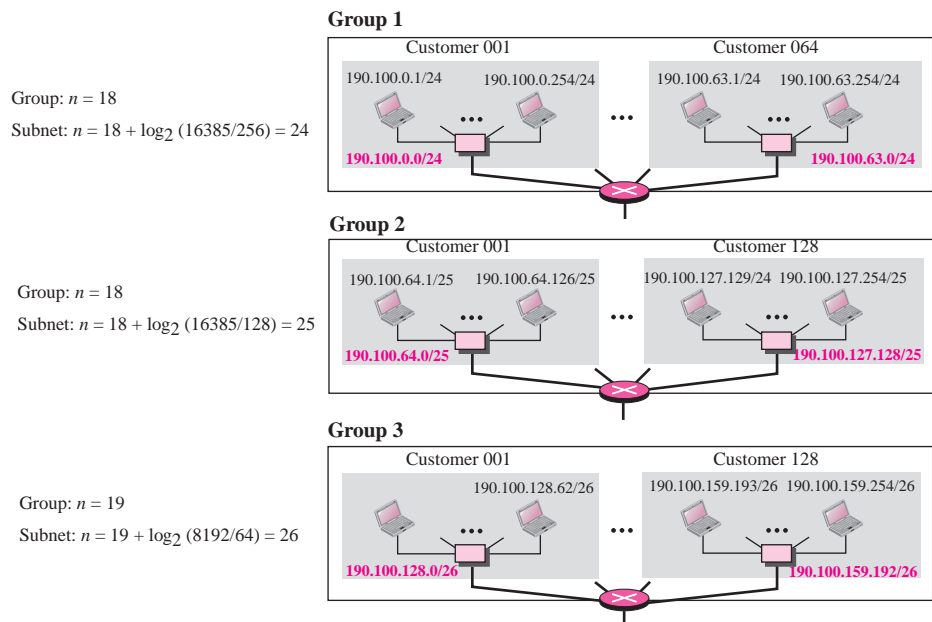 Group 1
Customer 001
Customer 064
190.100.0.1/24
190.100.0.254/24
190.100.63.1/24
190.100.63.254/24
Group: n = 18
Subnet: n = 18 + log2 (16385/256) = 24
•••
•••
•••
190.100.0.0/24
190.100.63.0/24
Group 2
Customer 001
Customer 128
190.100.64.1/25
190.100.64.126/25
190.100.127.129/24
190.100.127.254/25
Group: n = 18
Subnet: n = 18 + log2 (16385/128) = 25
•••
•••
•••
190.100.64.0/25
190.100.127.128/25
Group 3
Customer 001
Customer 128
190.100.128.62/26
190.100.159.193/26
190.100.159.254/26
Group: n = 19
Subnet: n = 19 + log2 (8192/64) = 26
•••
•••
•••
190.100.128.0/26
190.100.159.192/26